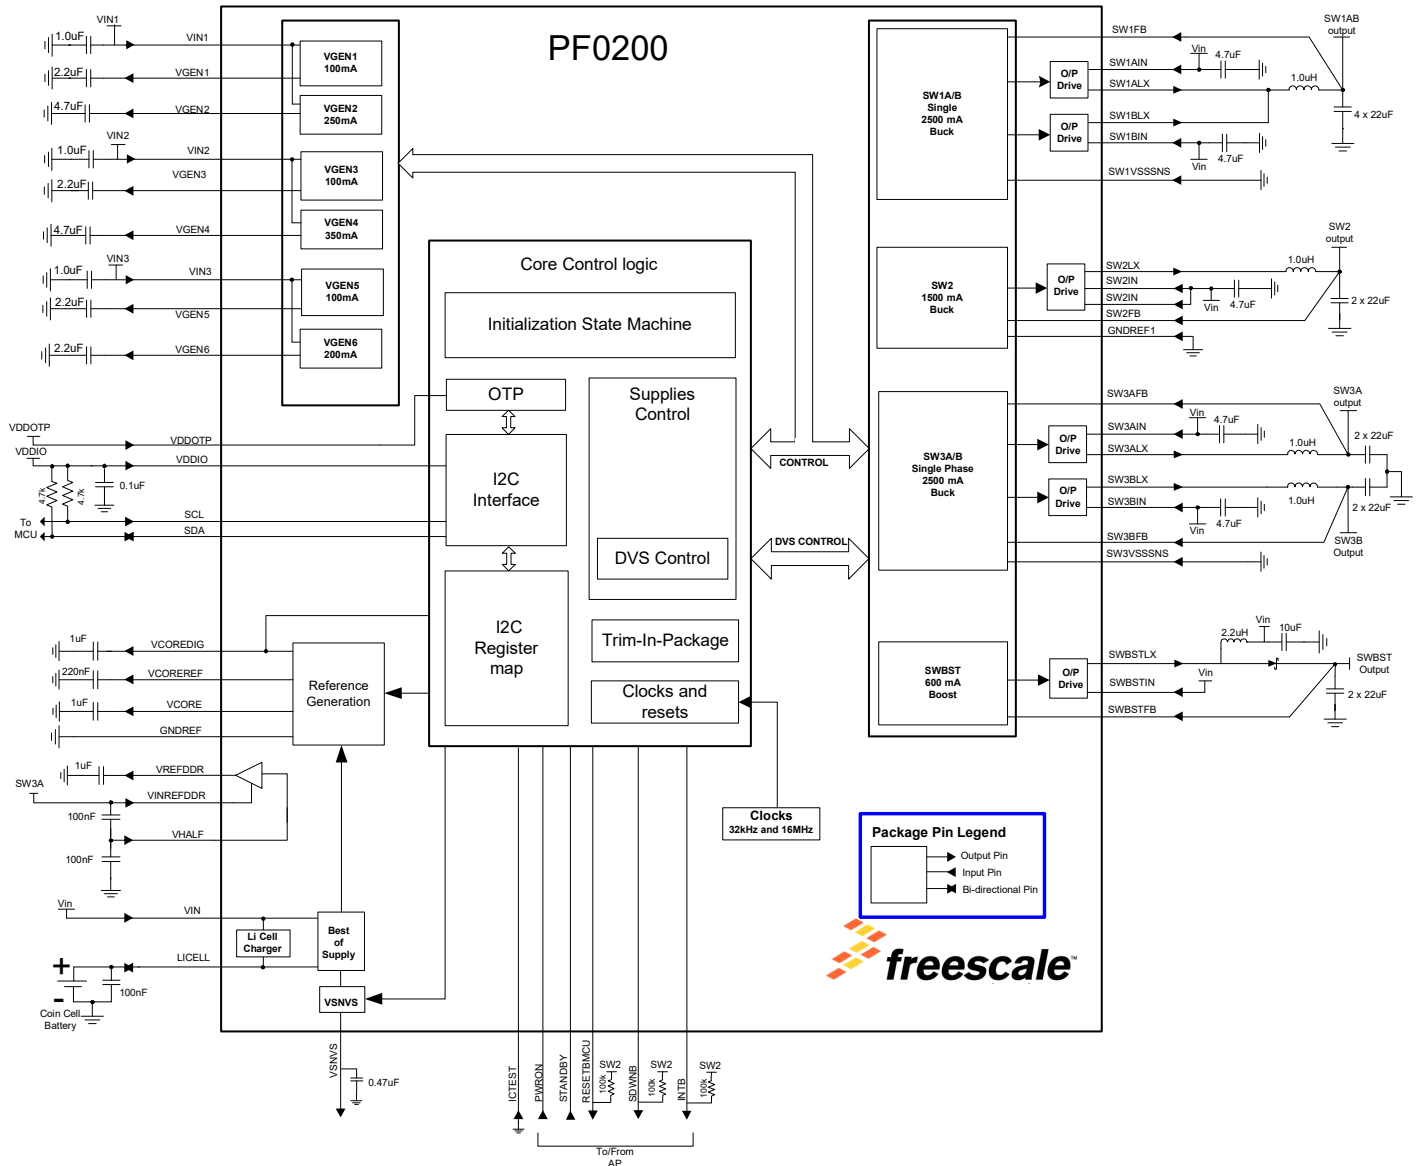 PF0200
VIN1
1.0uF
VIN1
2.2uF
VGEN1
4.7uF
VGEN2
VIN2
1.0uF
VIN2
VGEN3
2.2uF
4.7uF
VGEN4
VIN3
1.0uF
VIN3
2.2uF
VGEN5
2.2uF
VGEN6
VGEN1
100mA
VGEN2
250mA
VGEN3
100mA
VGEN4
350mA
VGEN5
100mA
VGEN6
200mA
VDDOTP
VDDOTP
VDDIO
VDDIO
4.7k
4.7k
0.1uF
To
MCU
SCL
SDA
1uF
VCOREDIG
220nF
VCOREREF
1uF
VCORE
GNDREF
1uF
VREFDDR
SW3A
VINREFDDR
100nF
VHALF
100nF
Vin
VIN
LICELL
+
-
100nF
Coin Cell
Battery
Li Cell
Charger
Best
of
Supply
VSNVS
VSNVS
0.47uF
Reference
Generation
Core Control logic
Initialization State Machine
OTP
I2C
Interface
I2C
Register
map
Supplies
Control
DVS Control
Trim-In-Package
Clocks and
resets
Clocks
32kHz and 16MHz
CONTROL
DVS CONTROL
ICTEST
PWRON
STANDBY
RESETBMCU
100k
SW2
SDWNB
100k
SW2
INTB
100k
SW2
To/From
AP
SW1A/B
Single
2500 mA
Buck
O/P
Drive
O/P
Drive
SW1FB
SW1AIN
SW1ALX
SW1BLX
SW1BIN
SW1VSSSNS
Vin
4.7uF
1.0uH
Vin
4.7uF
SW1AB
output
4 x 22uF
SW2
1500 mA
Buck
O/P
Drive
SW2LX
SW2IN
SW2IN
SW2FB
GNDREF1
1.0uH
Vin
4.7uF
SW2
output
2 x 22uF
SW3A/B
Single Phase
2500 mA
Buck
O/P
Drive
O/P
Drive
SW3AFB
SW3AIN
SW3ALX
SW3BLX
SW3BIN
SW3BFB
SW3VSSSNS
Vin
4.7uF
1.0uH
1.0uH
Vin
4.7uF
SW3A
output
2 x 22uF
2 x 22uF
SW3B
Output
SWBST
600 mA
Boost
O/P
Drive
SWBSTLX
SWBSTIN
SWBSTFB
2.2uH
Vin
10uF
Vin
SWBST
Output
2 x 22uF
Package Pin Legend
Output Pin
Input Pin
Bi-directional Pin
freescale™